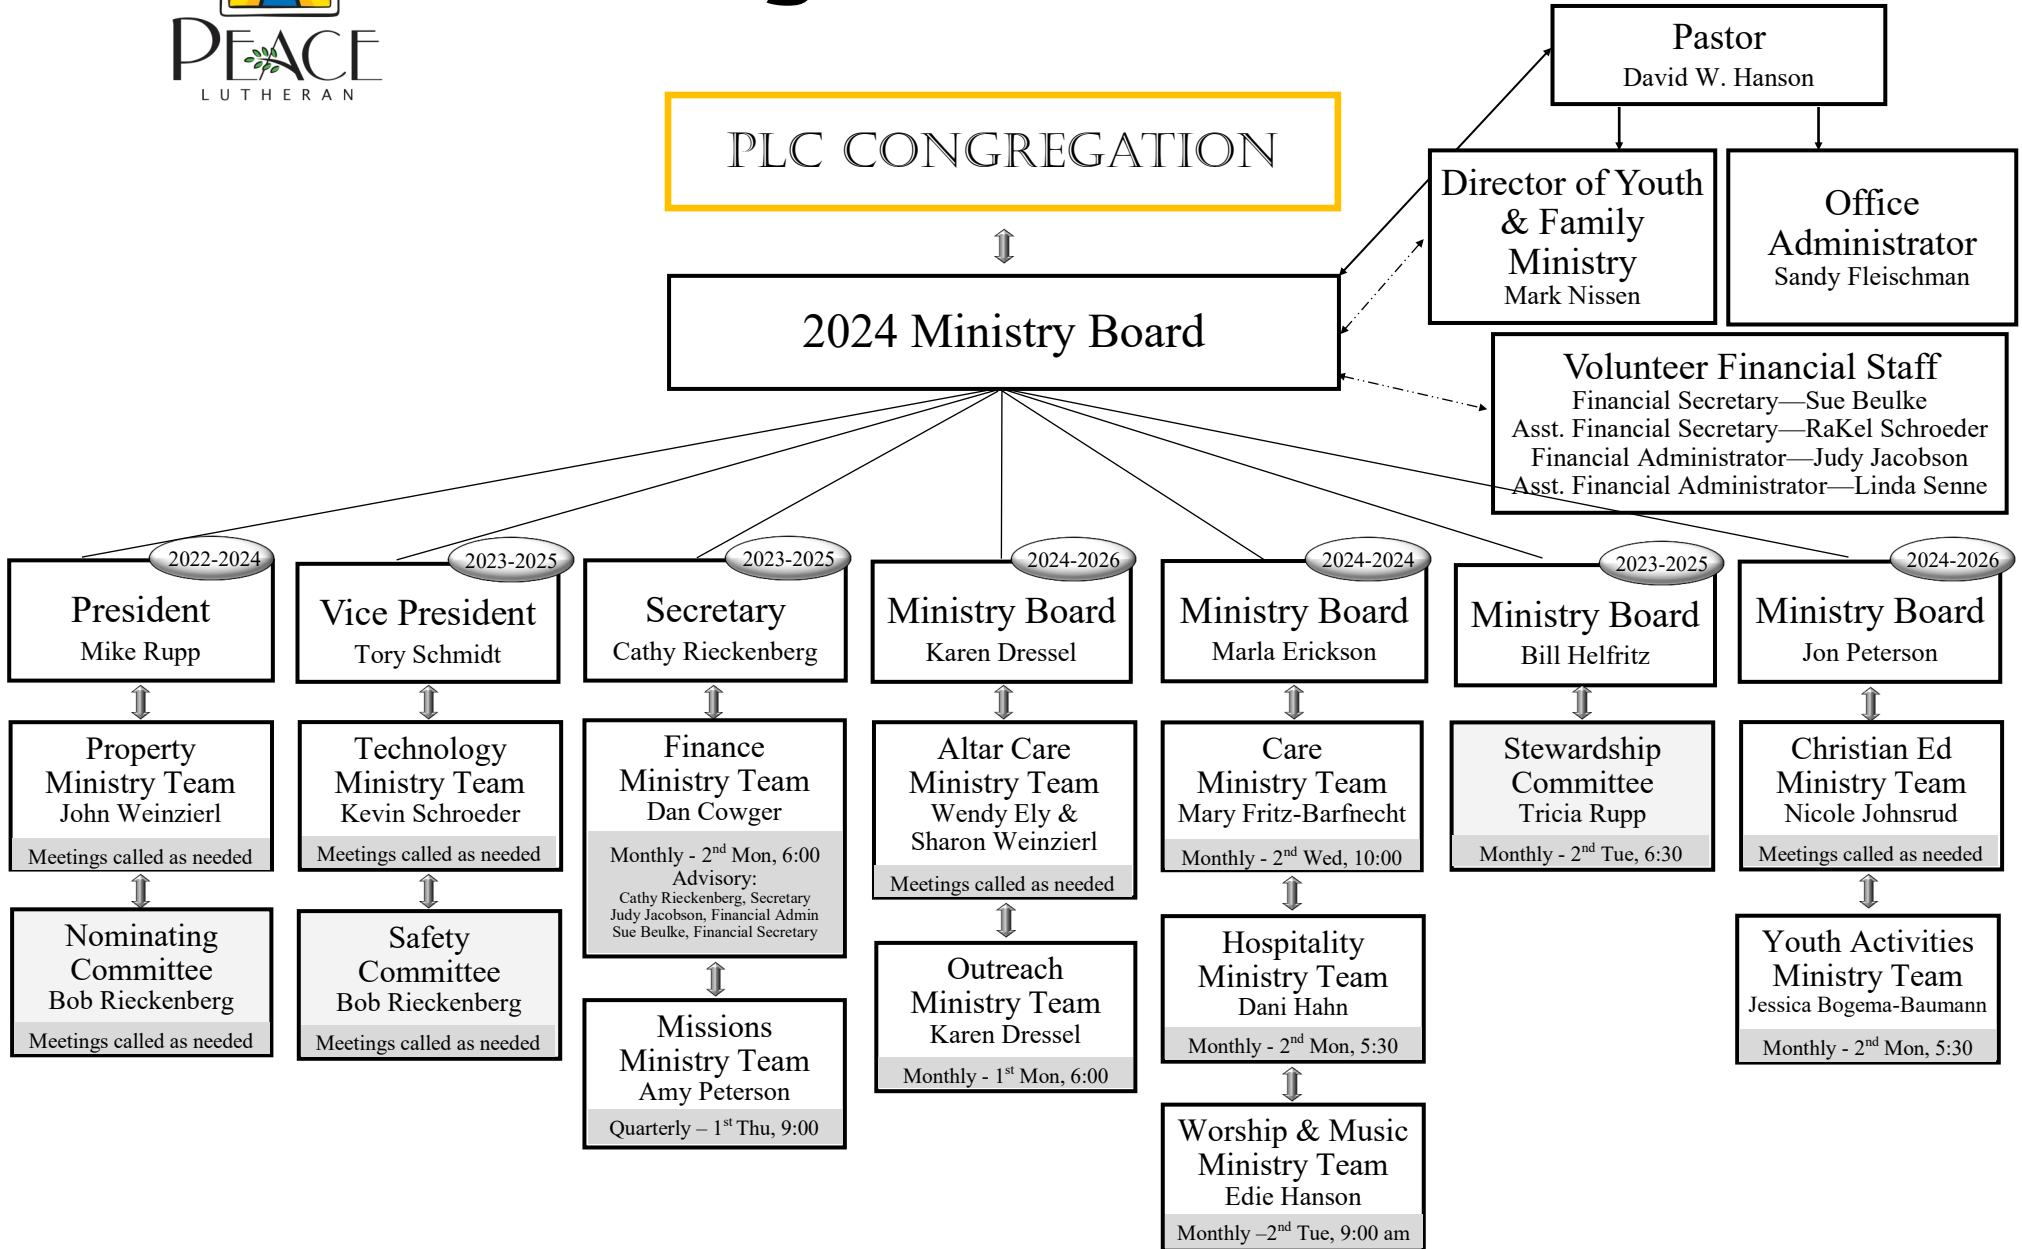 PEACE
LUTHERAN
Pastor
David W. Hanson
PLC CONGREGATION
Director of Youth
& Family
Ministry
Mark Nissen
Office
Administrator
Sandy Fleischman
2024 Ministry Board
Volunteer Financial Staff
Financial Secretary—Sue Beulke
Asst. Financial Secretary—RaKel Schroeder
Financial Administrator—Judy Jacobson
Asst. Financial Administrator—Linda Senne
2022-2024
President
Mike Rupp
2023-2025
Vice President
Tory Schmidt
2023-2025
Secretary
Cathy Rieckenberg
2024-2026
Ministry Board
Karen Dressel
2024-2024
Ministry Board
Marla Erickson
2023-2025
Ministry Board
Bill Helfritz
2024-2026
Ministry Board
Jon Peterson
Property
Ministry Team
John Weinzierl
Meetings called as needed
Technology
Ministry Team
Kevin Schroeder
Meetings called as needed
Finance
Ministry Team
Dan Cowger
Monthly - 2nd Mon, 6:00
Advisory:
Cathy Rieckenberg, Secretary
Judy Jacobson, Financial Admin
Sue Beulke, Financial Secretary
Altar Care
Ministry Team
Wendy Ely &
Sharon Weinzierl
Meetings called as needed
Care
Ministry Team
Mary Fritz-Barfnecht
Monthly - 2nd Wed, 10:00
Stewardship
Committee
Tricia Rupp
Monthly - 2nd Tue, 6:30
Christian Ed
Ministry Team
Nicole Johnsrud
Meetings called as needed
Nominating
Committee
Bob Rieckenberg
Meetings called as needed
Safety
Committee
Bob Rieckenberg
Meetings called as needed
Missions
Ministry Team
Amy Peterson
Quarterly – 1st Thu, 9:00
Outreach
Ministry Team
Karen Dressel
Monthly - 1st Mon, 6:00
Hospitality
Ministry Team
Dani Hahn
Monthly - 2nd Mon, 5:30
Youth Activities
Ministry Team
Jessica Bogema-Baumann
Monthly - 2nd Mon, 5:30
Worship & Music
Ministry Team
Edie Hanson
Monthly –2nd Tue, 9:00 am